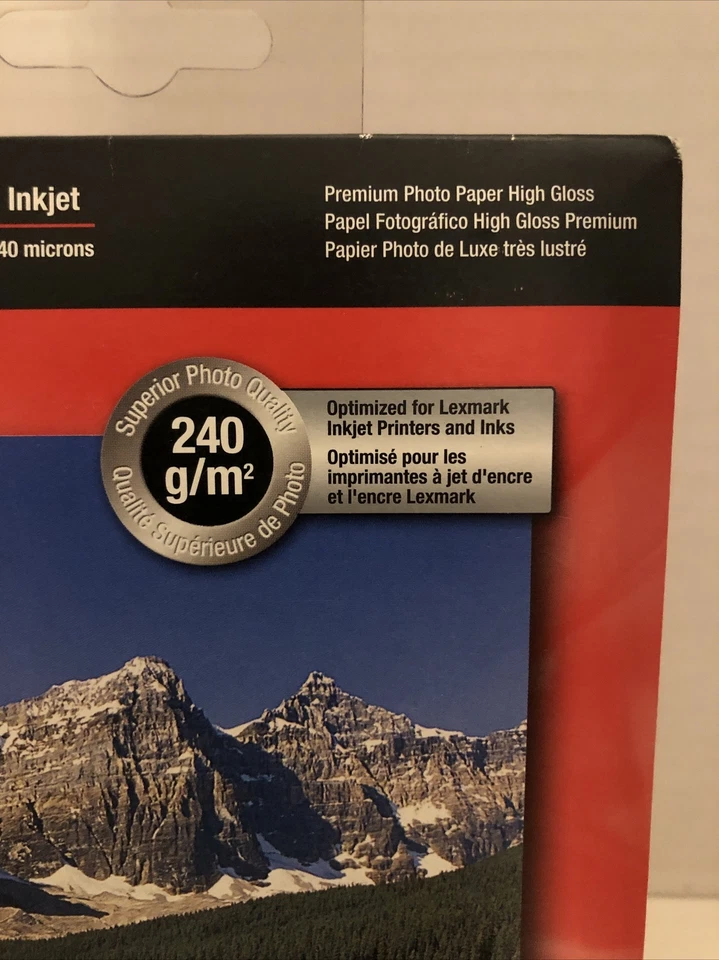 Inkjet
40 microns
Premium Photo Paper High Gloss
Papel Fotográfico High Gloss Premium
Papier Photo de Luxe très lustré
Superior Photo Quality
240
g/m²
Qualité Supérieure de Photo
Optimized for Lexmark
Inkjet Printers and Inks
Optimisé pour les
imprimantes à jet d'encre
et l'encre Lexmark